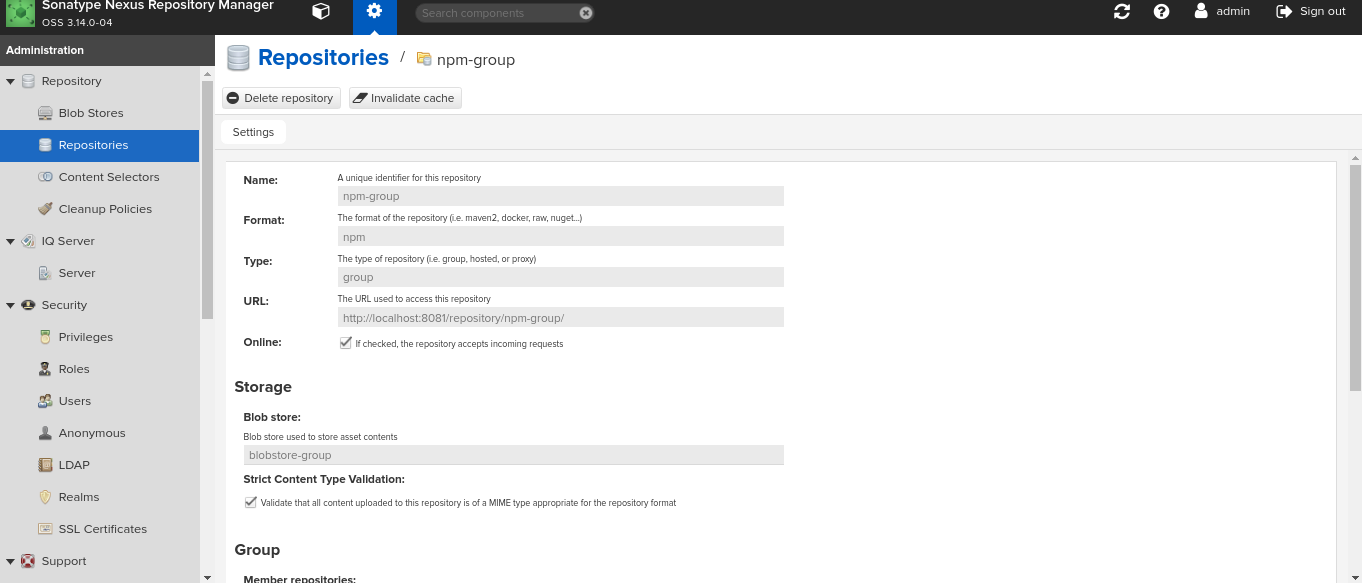 Sonatype Nexus Repository Manager
OSS 3.14.0-04
Search components
admin
Sign out
Administration
Repository
Blob Stores
Repositories
Content Selectors
Cleanup Policies
IQ Server
Server
Security
Privileges
Roles
Users
Anonymous
LDAP
Realms
SSL Certificates
Support
Repositories / npm-group
Delete repository
Invalidate cache
Settings
Name:
A unique identifier for this repository
npm-group
Format:
The format of the repository (i.e. maven2, docker, raw, nuget...)
npm
Type:
The type of repository (i.e. group, hosted, or proxy)
group
URL:
The URL used to access this repository
http://localhost:8081/repository/npm-group/
Online:
If checked, the repository accepts incoming requests
Storage
Blob store:
Blob store used to store asset contents
blobstore-group
Strict Content Type Validation:
Validate that all content uploaded to this repository is of a MIME type appropriate for the repository format
Group
Member repositories: